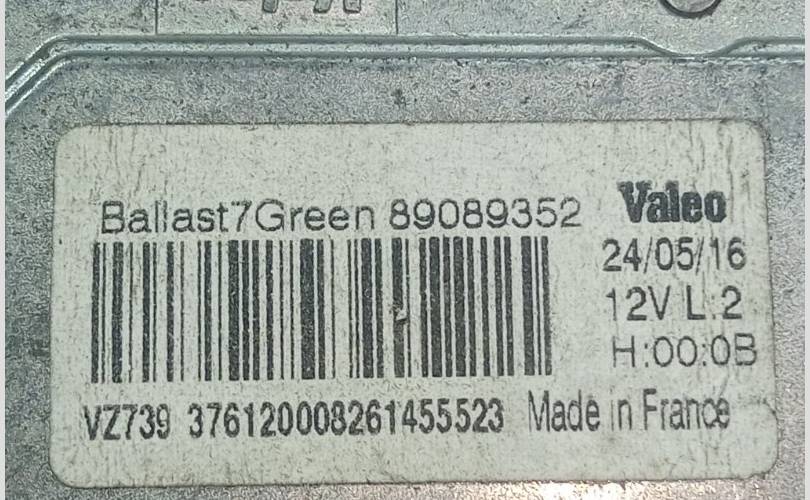 Ballast7Green 89089352
Valeo
24/05/16
12V L:2
H:00:0B
VZ739 376120008261455523 Made in France